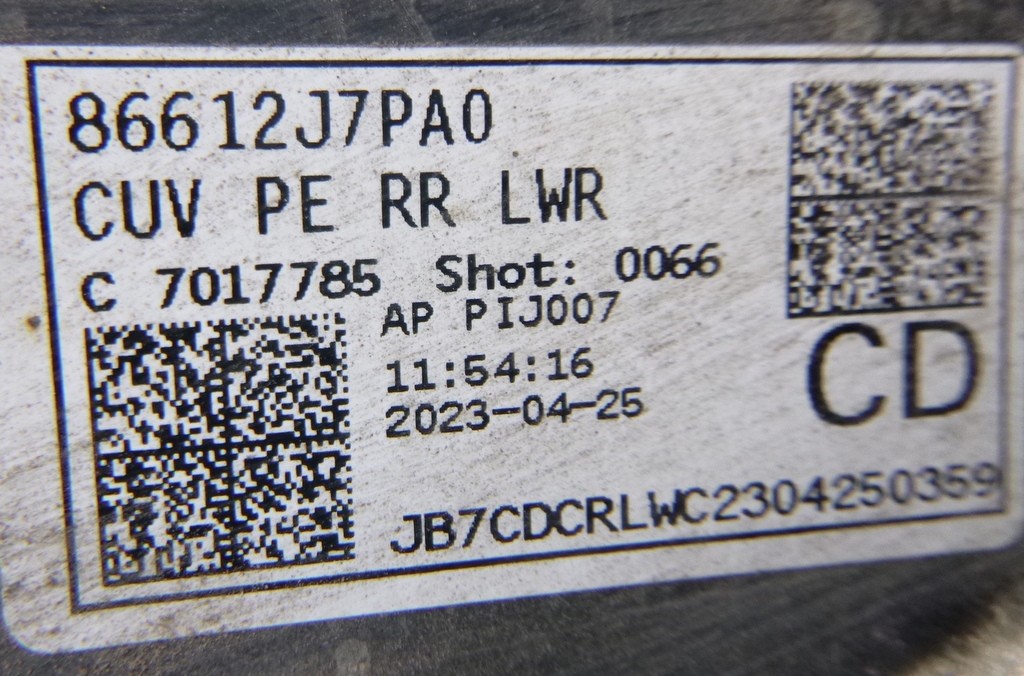 86612J7PA0
CUV PE RR LWR
C 7017785 Shot: 0066
AP PIJ007
11:54:16
2023-04-25
CD
JB7CDCRLWC2304250359